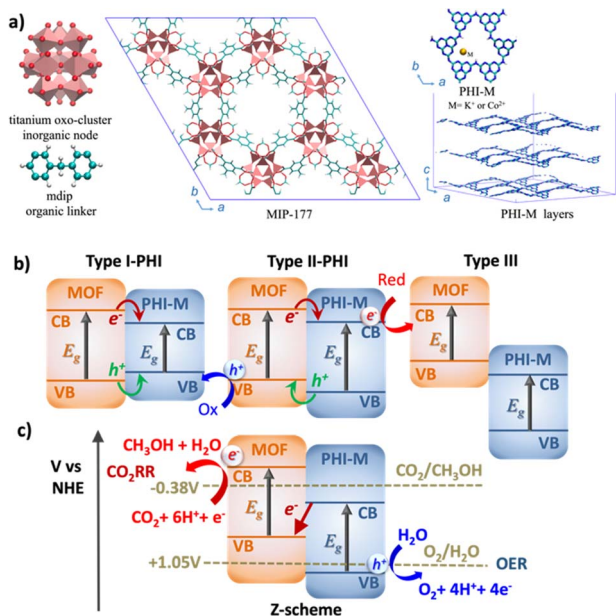 a)
titanium oxo-cluster
inorganic node
mdip
organic linker
b
a
MIP-177
b
a
M
PHI-M
M= K⁺ or Co²⁺
c
a
PHI-M layers
b)
Type I-PHI
Type II-PHI
Type III
MOF
PHI-M
CB
e⁻
CB
Eg
Eg
h⁺
VB
VB
MOF
PHI-M
CB
e⁻
e⁻
Red
CB
Eg
Eg
h⁺
Ox
h⁺
VB
VB
MOF
CB
Eg
VB
PHI-M
CB
Eg
VB
c)
V vs
NHE
CH₃OH + H₂O
CO₂RR
-0.38V
CO₂+ 6H⁺+ e⁻
+1.05V
e⁻
MOF
CB
Eg
VB
e⁻
PHI-M
CB
Eg
VB
h⁺
CO₂/CH₃OH
H₂O
O₂/H₂O
OER
O₂+ 4H⁺+ 4e⁻
Z-scheme